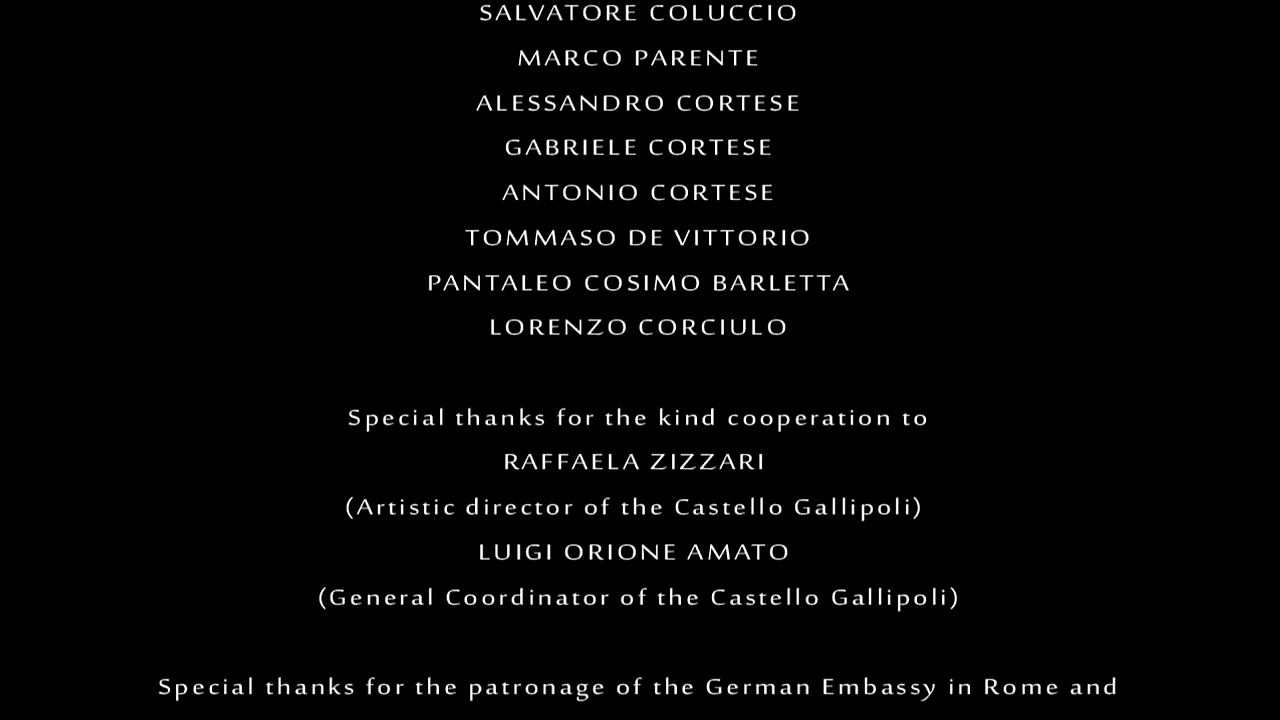 SALVATORE COLUCCIO
MARCO PARENTE
ALESSANDRO CORTESE
GABRIELE CORTESE
ANTONIO CORTESE
TOMMASO DE VITTORIO
PANTALEO COSIMO BARLETTA
LORENZO CORCIULO
Special thanks for the kind cooperation to
RAFFAELA ZIZZARI
(Artistic director of the Castello Gallipoli)
LUIGI ORIONE AMATO
(General Coordinator of the Castello Gallipoli)
Special thanks for the patronage of the German Embassy in Rome and